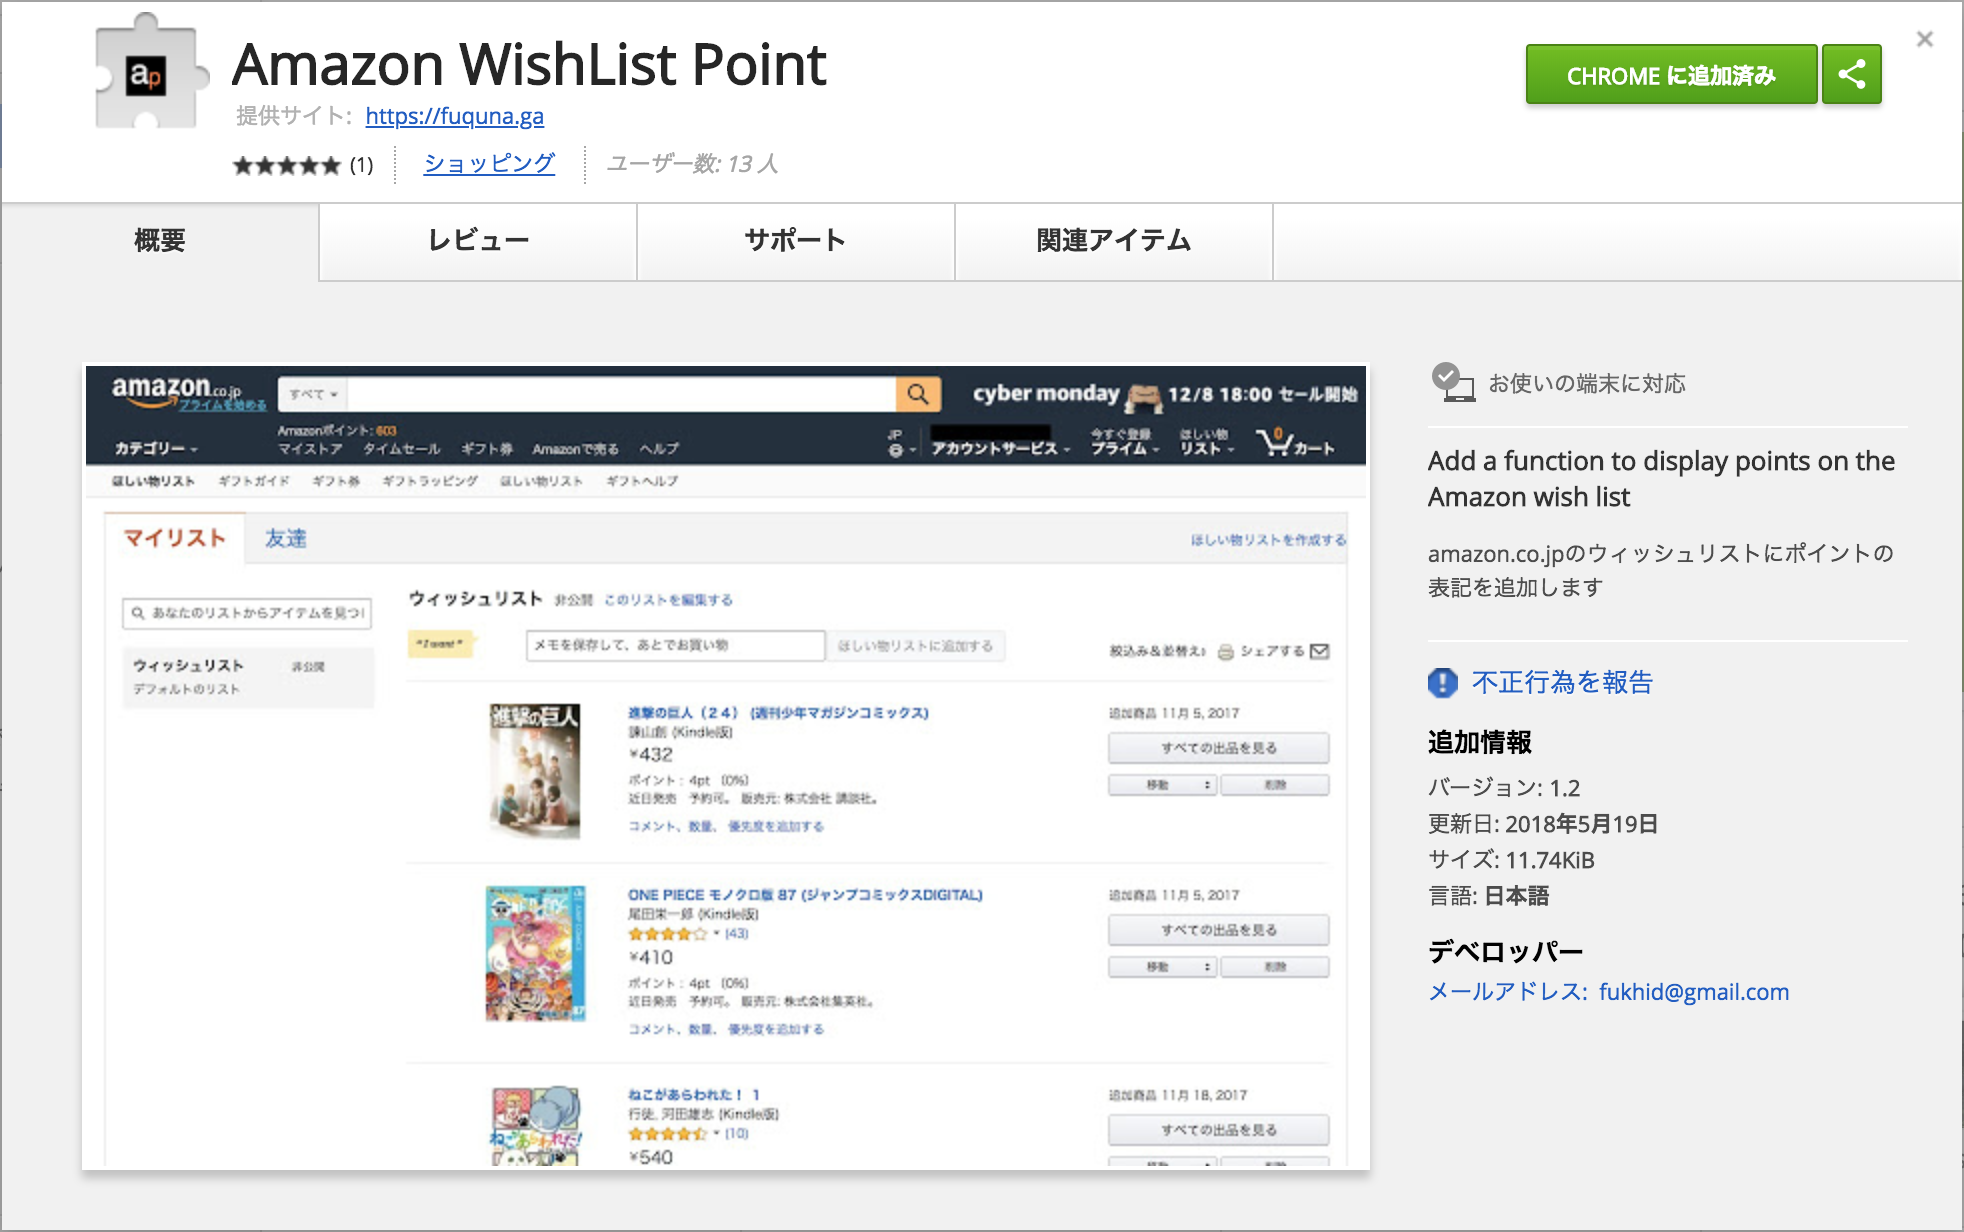 ap
Amazon WishList Point
提供サイト: https://fuquna.ga
(1)
ショッピング
ユーザー数: 13 人
CHROME に追加済み
概要
レビュー
サポート
関連アイテム
amazon.co.jp
プライムを始める
すべて
cyber monday 12/8 18:00 セール開始
Amazonポイント: 603
カテゴリー
マイストア タイムセール ギフト券 Amazonで売る ヘルプ
JP
アカウントサービス
今すぐ登録
プライム
ほしい物
リスト
0
カート
ほしい物リスト ギフトガイド ギフト券 ギフトラッピング ほしい物リスト ギフトヘルプ
マイリスト
友達
ほしい物リストを作成する
あなたのリストからアイテムを見つけ
ウィッシュリスト 非公開
デフォルトのリスト
ウィッシュリスト 非公開 このリストを編集する
"I want"
メモを保存して、あとでお買い物
ほしい物リストに追加する
絞込み&並替え
シェアする
進撃の巨人
進撃の巨人（２４） (週刊少年マガジンコミックス)
諫山創 (Kindle版)
¥432
ポイント : 4pt (0%)
近日発売 予約可。 販売元: 株式会社 講談社。
コメント、数量、 優先度を追加する
追加商品 11月 5, 2017
すべての出品を見る
移動
削除
ONE PIECE モノクロ版 87 (ジャンプコミックスDIGITAL)
尾田栄一郎 (Kindle版)
(43)
¥410
ポイント : 4pt (0%)
近日発売 予約可。 販売元: 株式会社集英社。
コメント、数量、 優先度を追加する
追加商品 11月 5, 2017
すべての出品を見る
移動
削除
ねこがあらわれた！ 1
行徒, 河田雄志 (Kindle版)
(10)
¥540
追加商品 11月 18, 2017
すべての出品を見る
移動
削除
お使いの端末に対応
Add a function to display points on the
Amazon wish list
amazon.co.jpのウィッシュリストにポイントの
表記を追加します
不正行為を報告
追加情報
バージョン: 1.2
更新日: 2018年5月19日
サイズ: 11.74KiB
言語: 日本語
デベロッパー
メールアドレス: fukhid@gmail.com